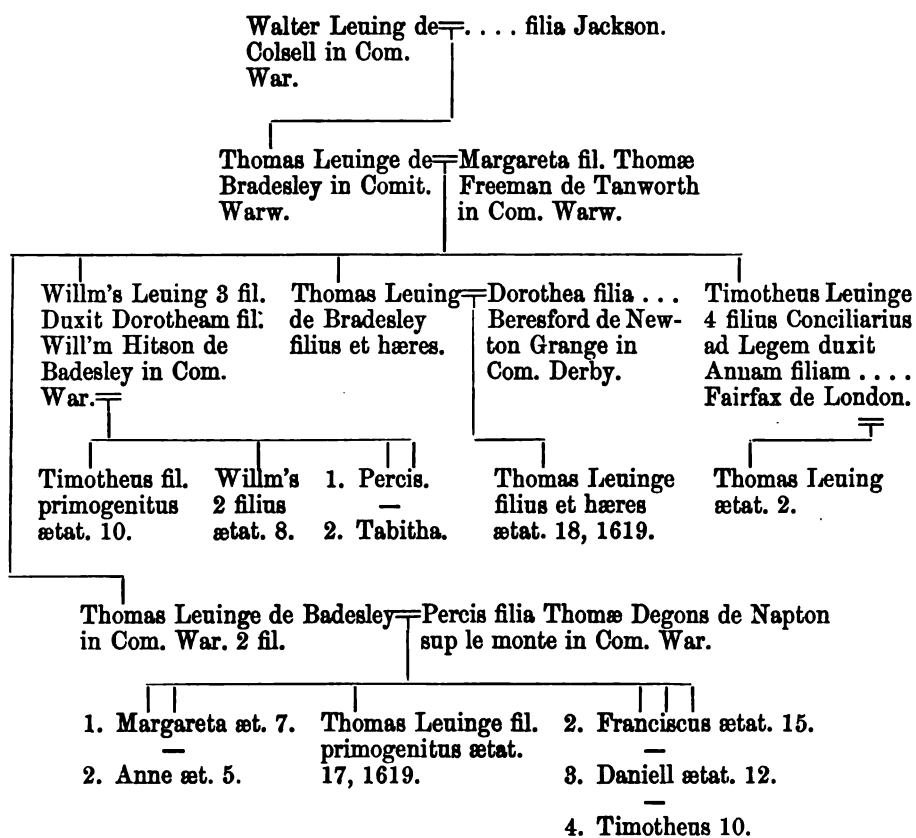 Walter Leuing de . . . . filia Jackson.
Colsell in Com.
War.
Thomas Leuinge de
Bradesley in Comit.
Warw.
Margareta fil. Thomæ
Freeman de Tanworth
in Com. Warw.
Willm's Leuing 3 fil.
Duxit Dorotheam fil:
Will'm Hitson de
Badesley in Com.
War.
Thomas Leuing
de Bradesley
filius et hæres.
Dorothea filia . . .
Beresford de New-
ton Grange in
Com. Derby.
Timotheus Leuinge
4 filius Conciliarius
ad Legem duxit
Annam filiam . . . .
Fairfax de London.
Timotheus fil.
primogenitus
ætat. 10.
Willm's
2 filius
ætat. 8.
1. Percis.
2. Tabitha.
Thomas Leuinge
filius et hæres
ætat. 18, 1619.
Thomas Leuing
ætat. 2.
Thomas Leuinge de Badesley
in Com. War. 2 fil.
Percis filia Thomæ Degons de Napton
sup le monte in Com. War.
1. Margareta æt. 7.
2. Anne æt. 5.
Thomas Leuinge fil.
primogenitus ætat.
17, 1619.
2. Franciscus ætat. 15.
3. Daniell ætat. 12.
4. Timotheus 10.